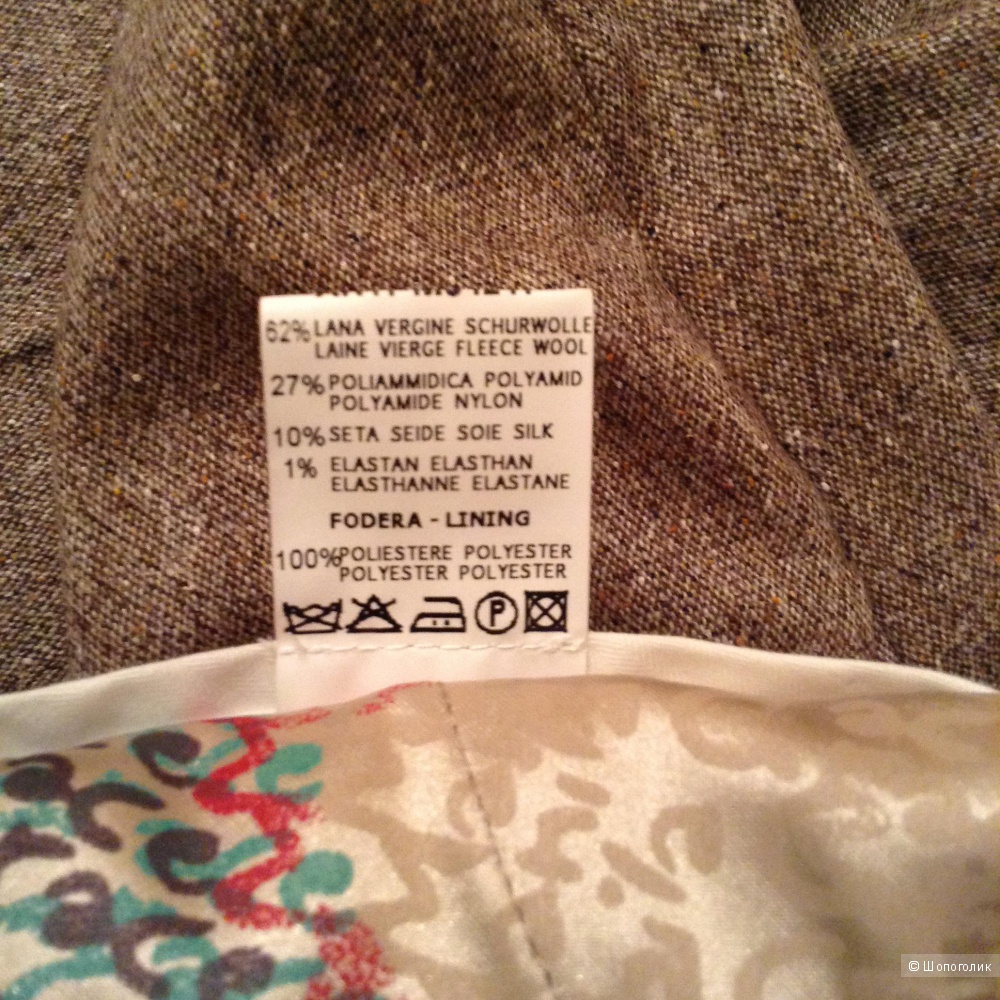 62% LANA VERGINE SCHURWOLLE
LAINE VIERGE FLEECE WOOL
27% POLIAMMIDICA POLYAMID
POLYAMIDE NYLON
10% SETA SEIDE SOIE SILK
1% ELASTAN ELASTHAN
ELASTHANNE ELASTANE
FODERA - LINING
100% POLIESTERE POLYESTER
POLYESTER POLYESTER
P
© Шопоголик